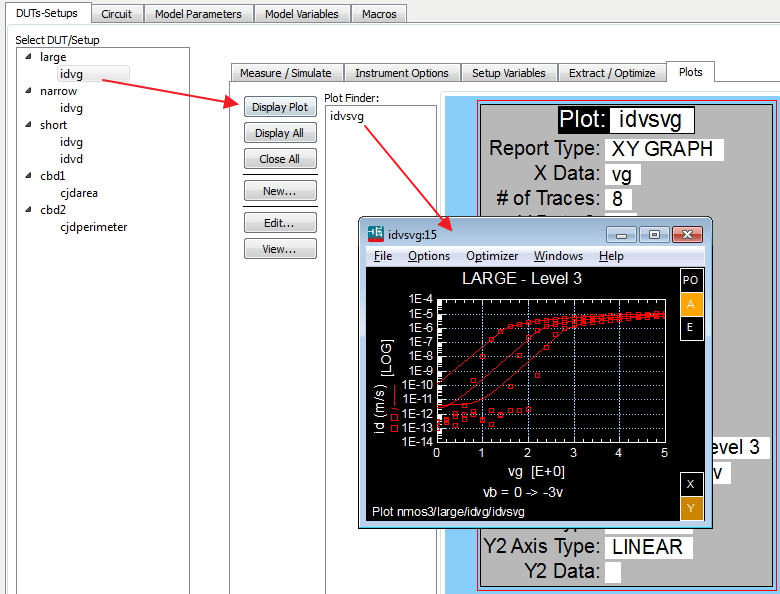 DUTs-Setups Circuit Model Parameters Model Variables Macros
Select DUT/Setup
large
idvg
narrow
idvg
short
idvg
idvd
cbd1
cjdarea
cbd2
cjdperimeter
Measure / Simulate Instrument Options Setup Variables Extract / Optimize Plots
Display Plot
Display All
Close All
New...
Edit...
View...
Plot Finder:
idvsvg
Plot: idvsvg
Report Type: XY GRAPH
X Data: vg
# of Traces: 8
idvsvg:15
File Options Optimizer Windows Help
LARGE - Level 3
PO
A
E
1E-4
1E-5
1E-6
1E-7
1E-8
1E-9
1E-10
1E-11
1E-12
1E-13
1E-14
id (m/s) [LOG]
0 1 2 3 4 5
vg [E+0]
vb = 0 -> -3v
X
Y
Plot nmos3/large/idvg/idvsvg
evel 3
v
Y2 Axis Type: LINEAR
Y2 Data: